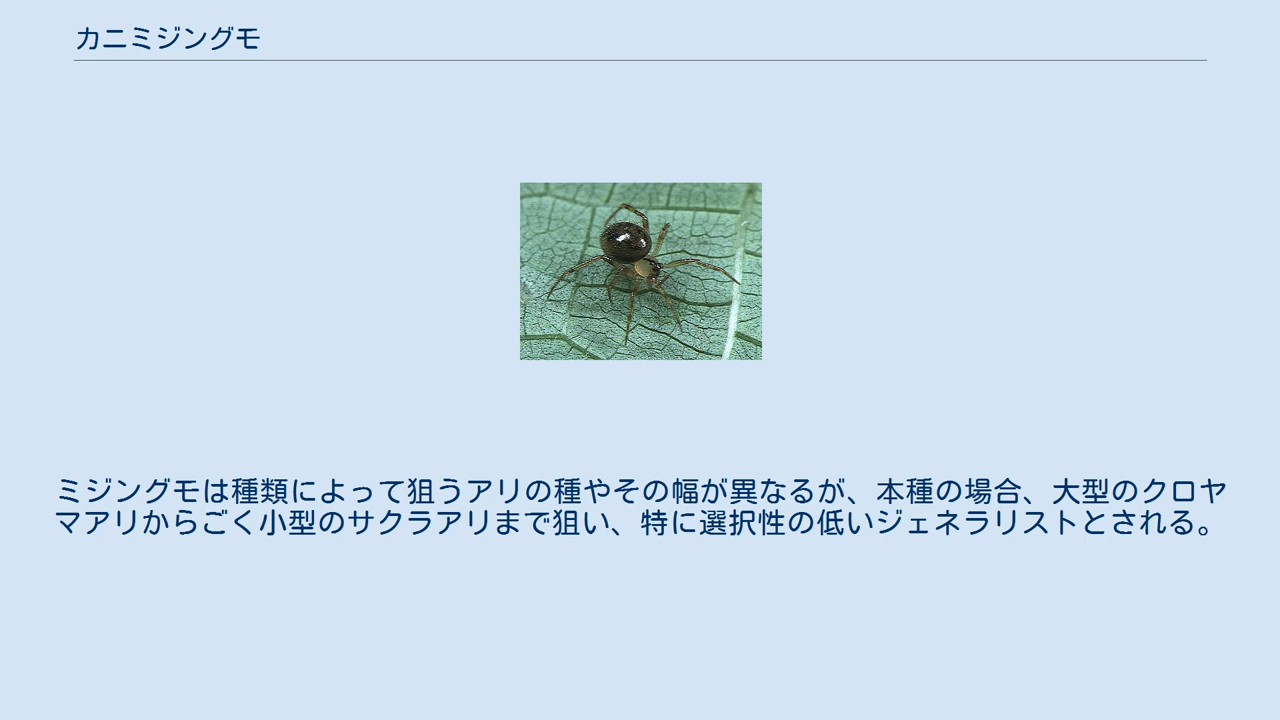 カニミジングモ
ミジングモは種類によって狙うアリの種やその幅が異なるが、本種の場合、大型のクロヤ
マアリからごく小型のサクラアリまで狙い、特に選択性の低いジェネラリストとされる。